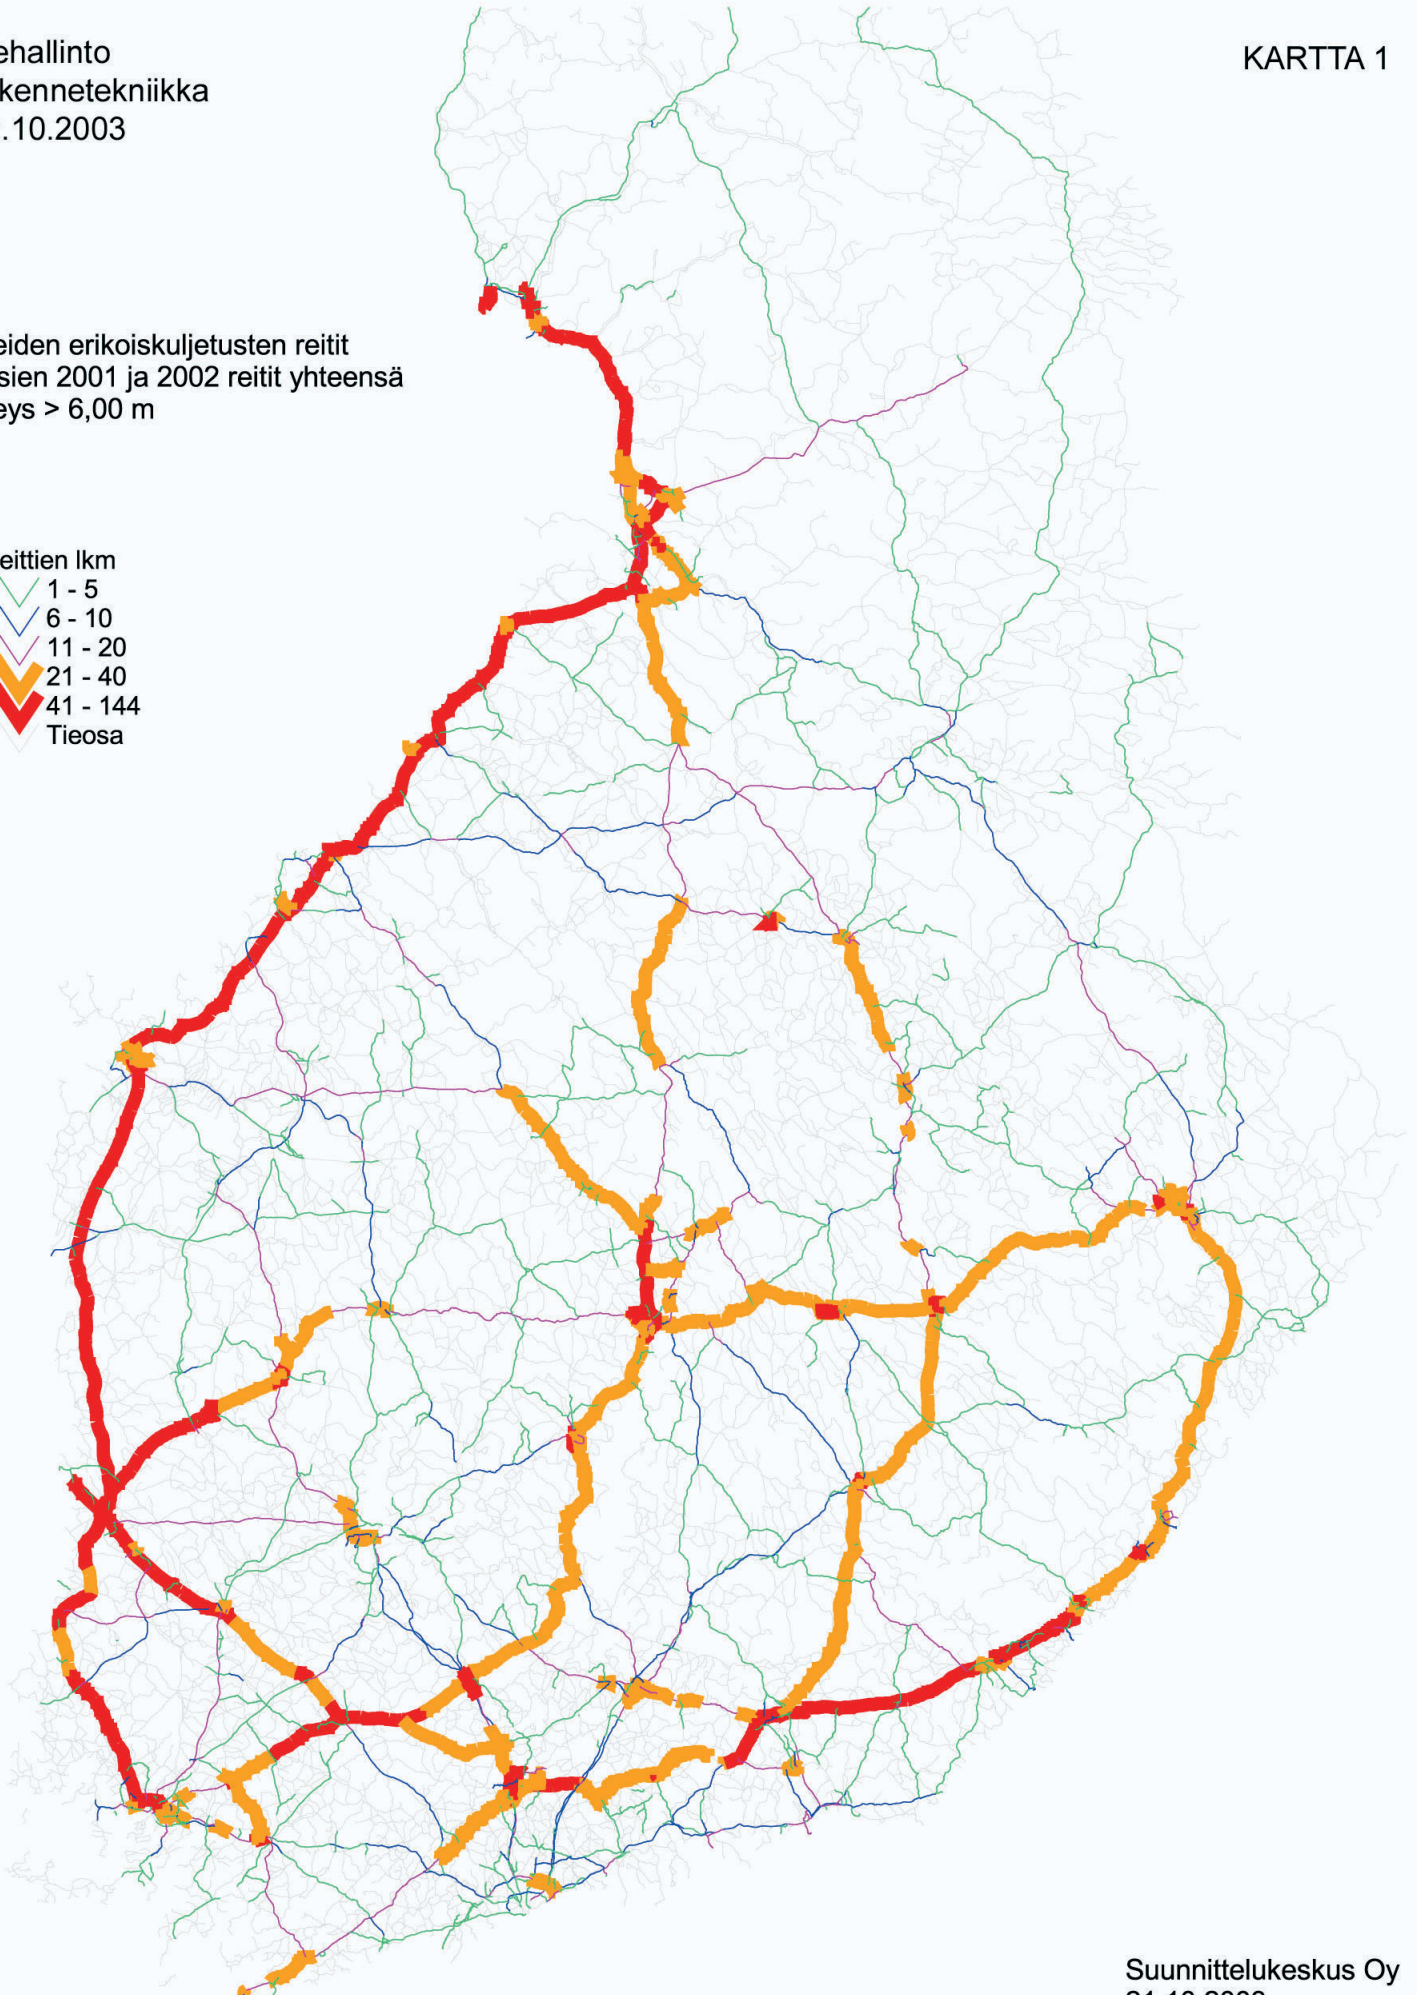 ehallinto
kennetekniikka
.10.2003
KARTTA 1
eiden erikoiskuljetusten reitit
sien 2001 ja 2002 reitit yhteensä
eys > 6,00 m
eittien lkm
1 - 5
6 - 10
11 - 20
21 - 40
41 - 144
Tieosa
Suunnittelukeskus Oy